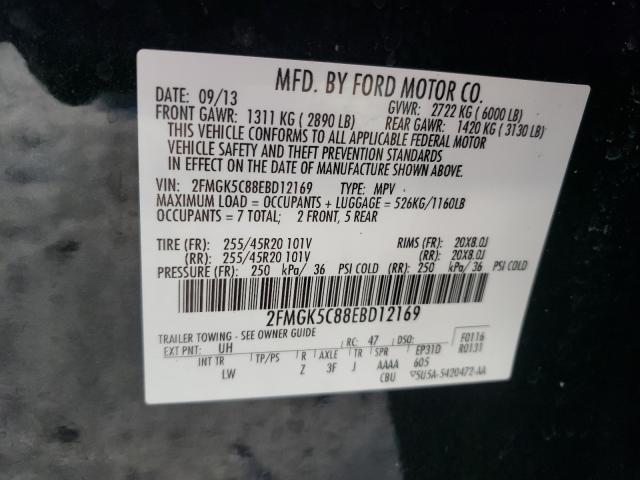 MFD. BY FORD MOTOR CO.
DATE: 09/13 GVWR: 2722 KG ( 6000 LB)
FRONT GAWR: 1311 KG ( 2890 LB) REAR GAWR: 1420 KG ( 3130 LB)
THIS VEHICLE CONFORMS TO ALL APPLICABLE FEDERAL MOTOR
VEHICLE SAFETY AND THEFT PREVENTION STANDARDS
IN EFFECT ON THE DATE OF MANUFACTURE SHOWN ABOVE.
VIN: 2FMGK5C88EBD12169 TYPE: MPV
MAXIMUM LOAD = OCCUPANTS + LUGGAGE = 526KG/1160LB
OCCUPANTS = 7 TOTAL; 2 FRONT, 5 REAR
TIRE (FR): 255/45R20 101V RIMS (FR): 20X8.0J
(RR): 255/45R20 101V (RR): 20X8.0J
PRESSURE (FR): 250 kPa/ 36 PSI COLD (RR): 250 kPa/ 36 PSI COLD
2FMGK5C88EBD12169
TRAILER TOWING - SEE OWNER GUIDE
EXT PNT: UH RC: 47 DSO: F0116
INT TR TP/PS R AXLE TR SPR EP31D R0131
LW Z 3F J AAAA 605
CBU 5U5A-5420472-AA